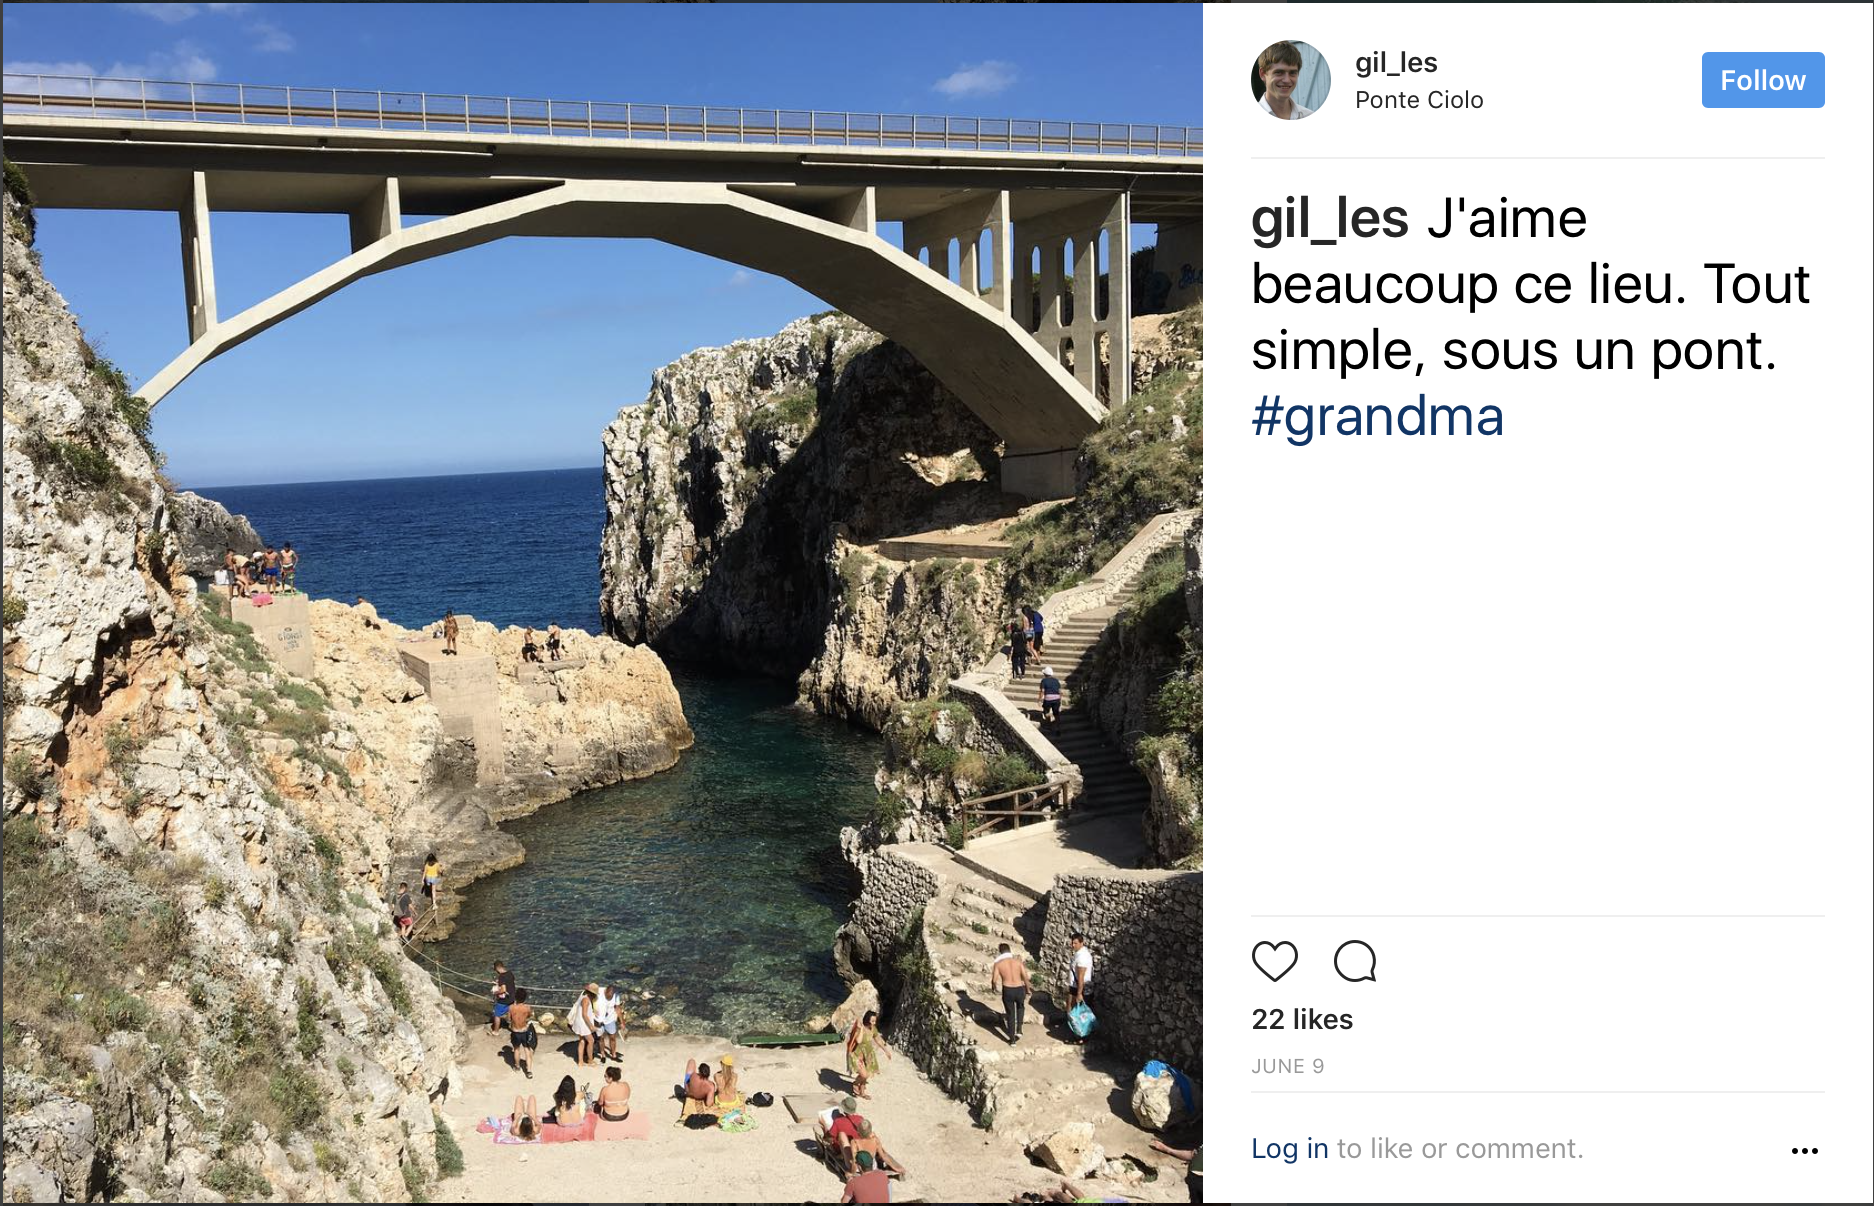 gil_les
Ponte Ciolo
Follow
gil_les J'aime
beaucoup ce lieu. Tout
simple, sous un pont.
#grandma
22 likes
JUNE 9
Log in to like or comment.